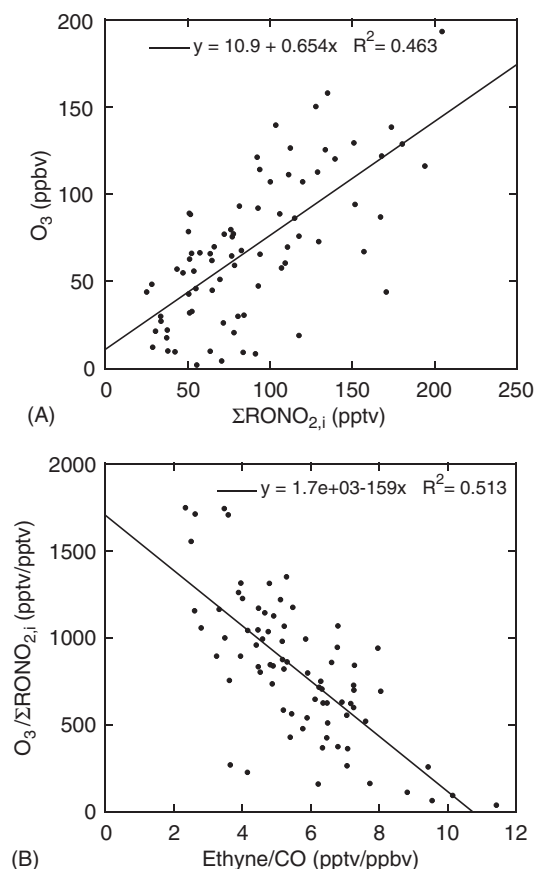 200
y = 10.9 + 0.654x R² = 0.463
150
O₃ (ppbv)
100
50
0
0 50 100 150 200 250
(A) ΣRONO₂,ᵢ (pptv)
2000
y = 1.7e+03-159x R² = 0.513
1500
O₃/ΣRONO₂,ᵢ (pptv/pptv)
1000
500
0
0 2 4 6 8 10 12
(B) Ethyne/CO (pptv/ppbv)